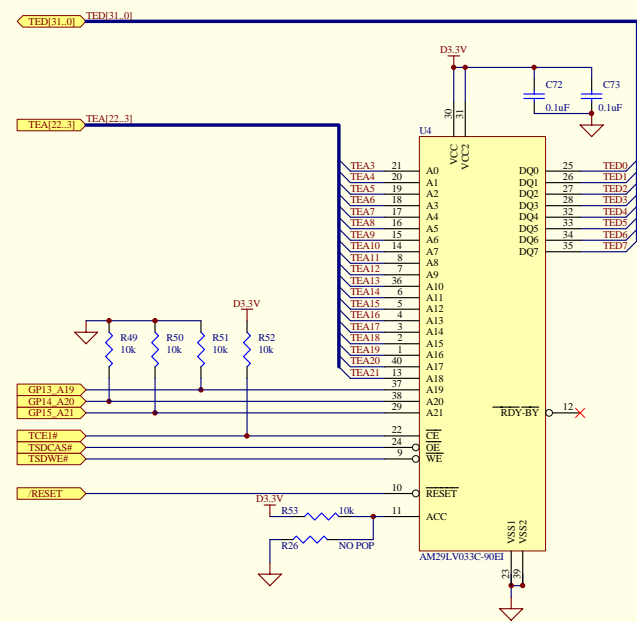 TED[31..0] TED[31..0]
D3.3V
C72 C73
0.1uF 0.1uF
TEA[22..3] TEA[22..3]
30 31
U4
VCC VCC2
TEA3 21 A0 DQ0 25 TED0
TEA4 20 A1 DQ1 26 TED1
TEA5 19 A2 DQ2 27 TED2
TEA6 18 A3 DQ3 28 TED3
TEA7 17 A4 DQ4 32 TED4
TEA8 16 A5 DQ5 33 TED5
TEA9 15 A6 DQ6 34 TED6
TEA10 14 A7 DQ7 35 TED7
TEA11 8 A8
TEA12 7 A9
TEA13 36 A10
TEA14 6 A11
TEA15 5 A12
TEA16 4 A13
TEA17 3 A14
TEA18 2 A15
TEA19 1 A16
TEA20 40 A17
TEA21 13 A18
D3.3V
R49 R50 R51 R52
10k 10k 10k 10k
GP13_A19 37 A19
GP14_A20 38 A20
GP15_A21 29 A21 RDY-BY 12
TCE1# 22 CE
TSDCAS# 24 OE
TSDWE# 9 WE
/RESET 10 RESET
D3.3V
R53 10k 11 ACC
R26 NO POP
VSS1 VSS2
AM29LV033C-90EI
23 39